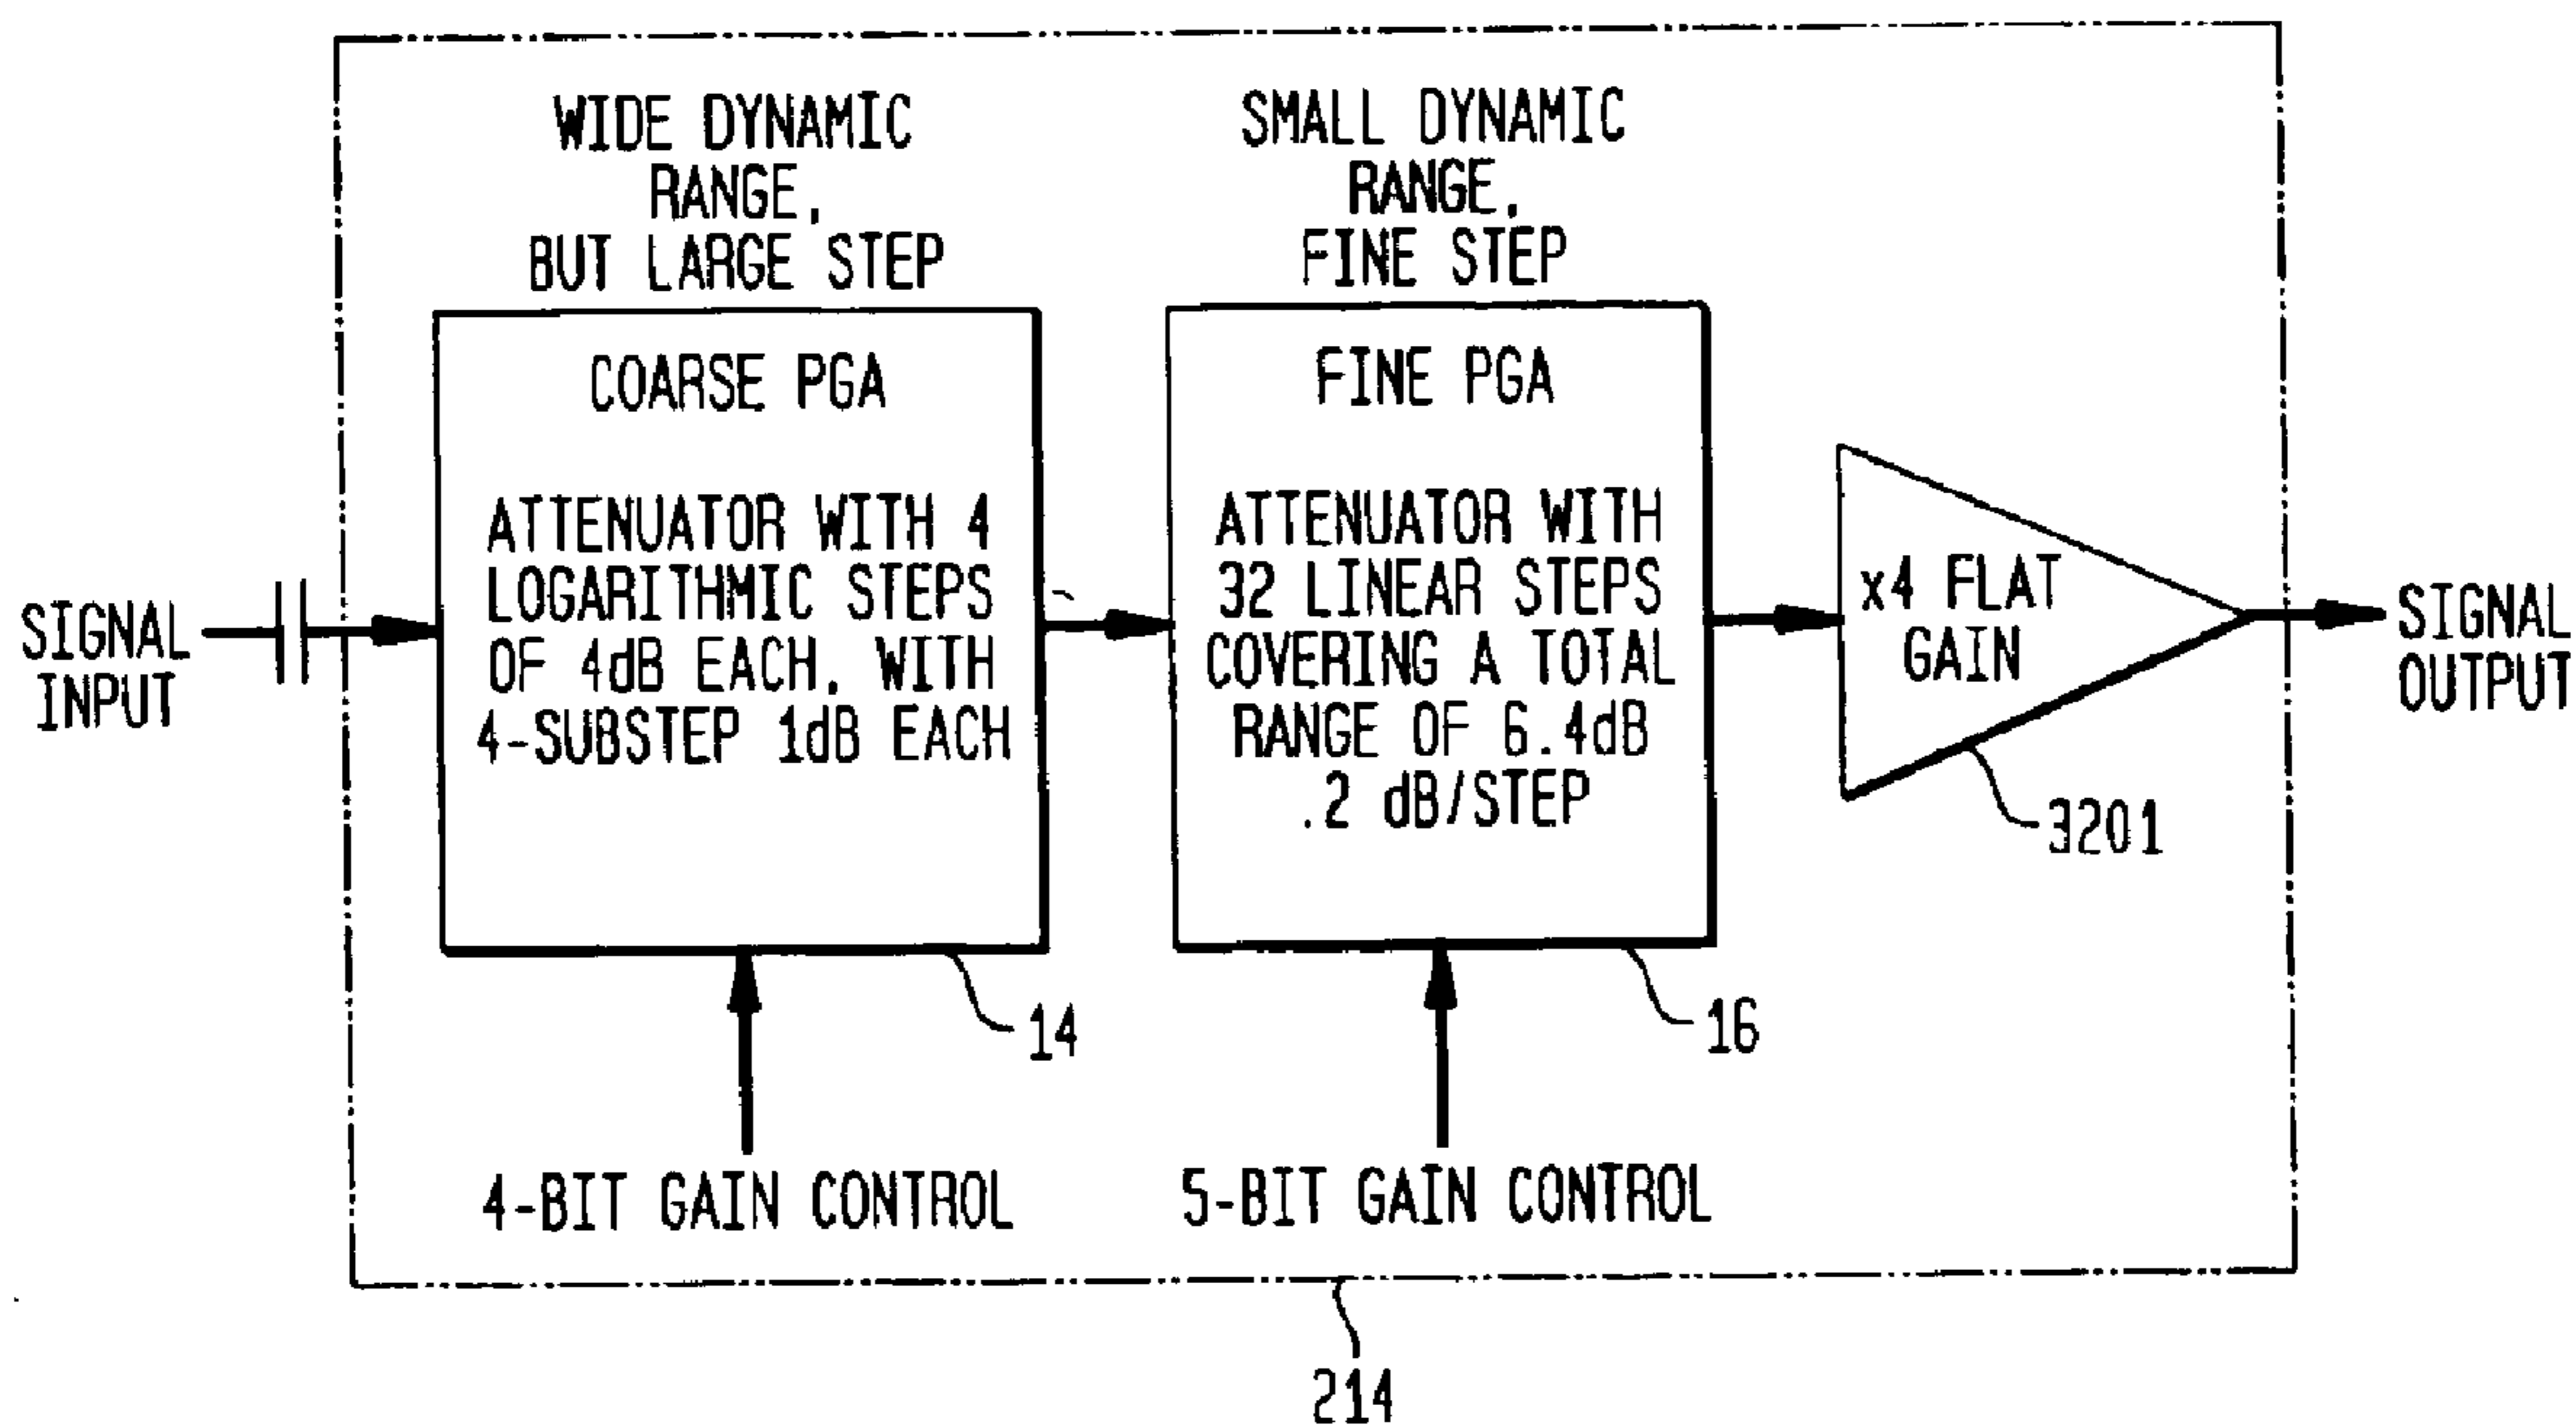 WIDE DYNAMIC
RANGE,
BUT LARGE STEP
SMALL DYNAMIC
RANGE,
FINE STEP
COARSE PGA
ATTENUATOR WITH 4
LOGARITHMIC STEPS
OF 4dB EACH, WITH
4-SUBSTEP 1dB EACH
FINE PGA
ATTENUATOR WITH
32 LINEAR STEPS
COVERING A TOTAL
RANGE OF 6.4dB
.2 dB/STEP
x4 FLAT
GAIN
SIGNAL
INPUT
SIGNAL
OUTPUT
3201
14
16
4-BIT GAIN CONTROL
5-BIT GAIN CONTROL
214